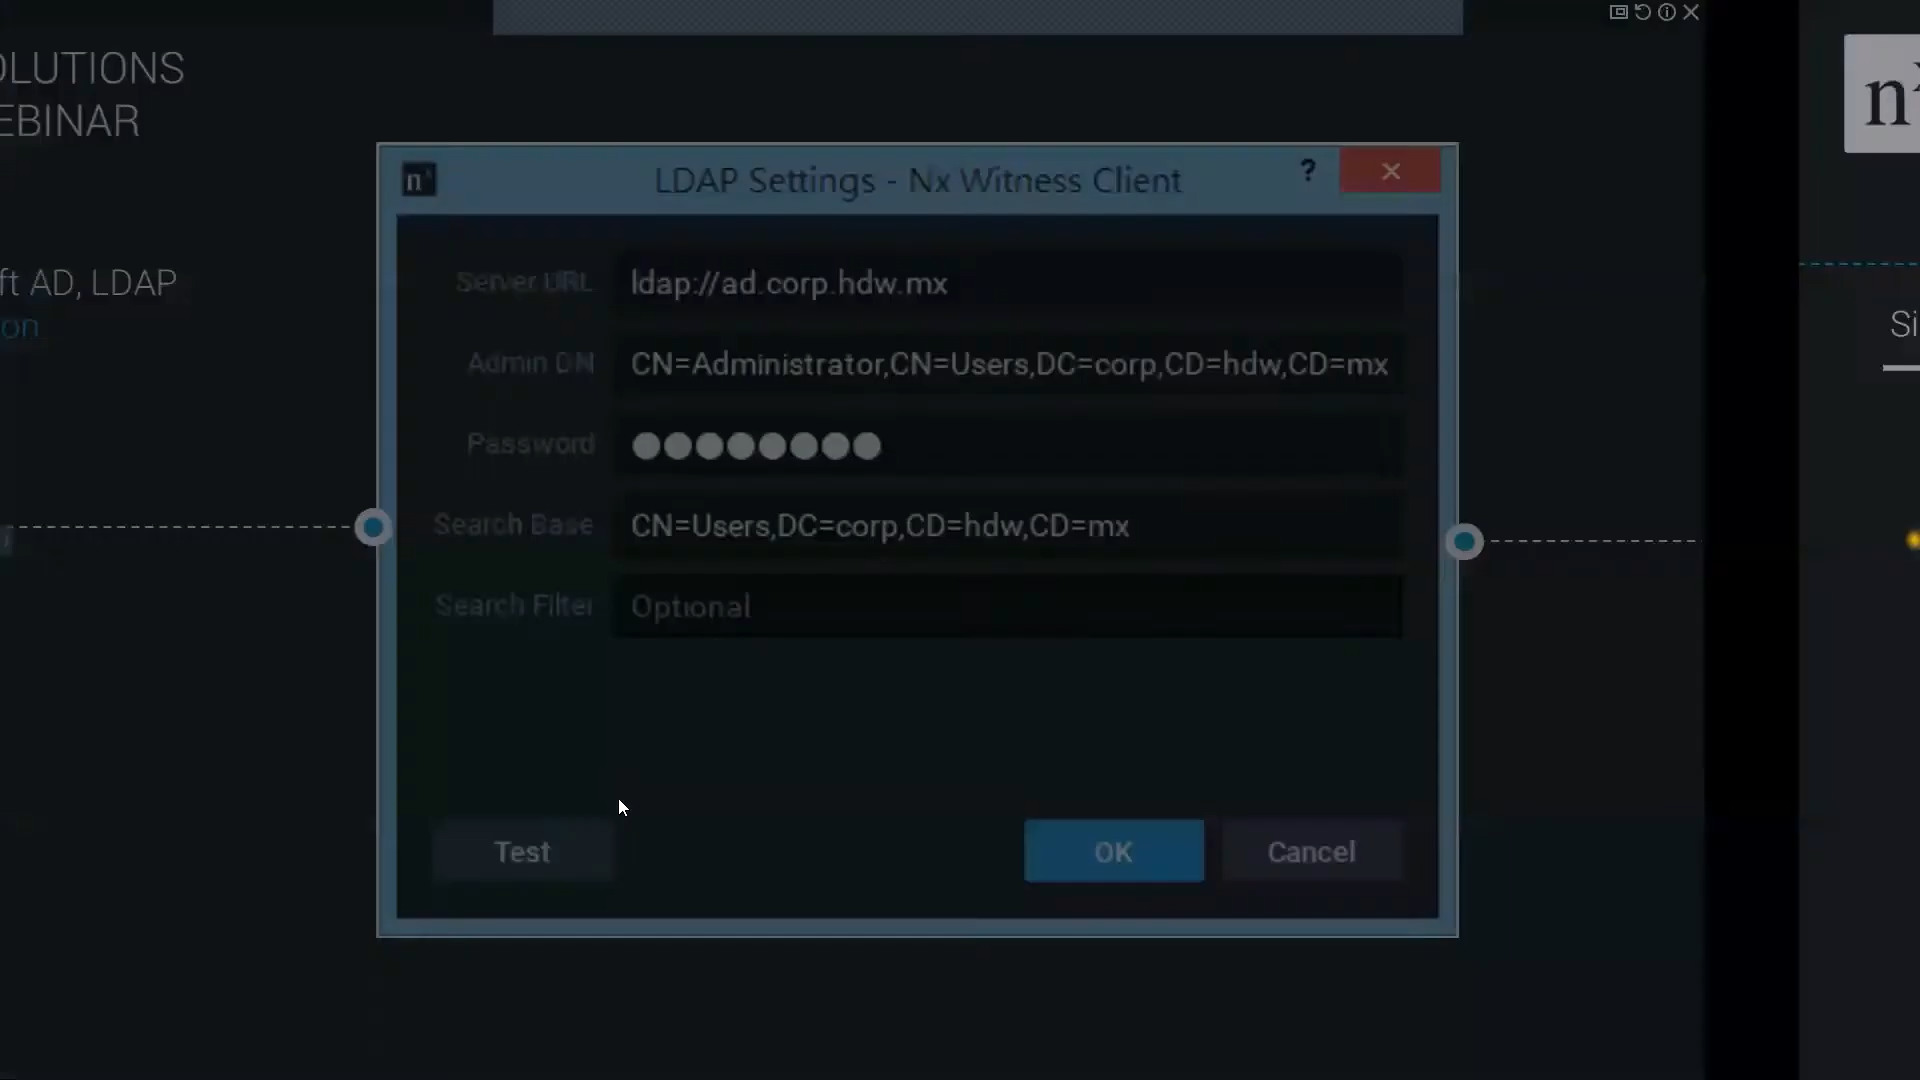 OLUTIONS
EBINAR
ft AD, LDAP
on
LDAP Settings - Nx Witness Client
?
Server URL
ldap://ad.corp.hdw.mx
Admin DN
CN=Administrator,CN=Users,DC=corp,CD=hdw,CD=mx
Password
Search Base
CN=Users,DC=corp,CD=hdw,CD=mx
Search Filter
Optional
Test
OK
Cancel
nx
Si